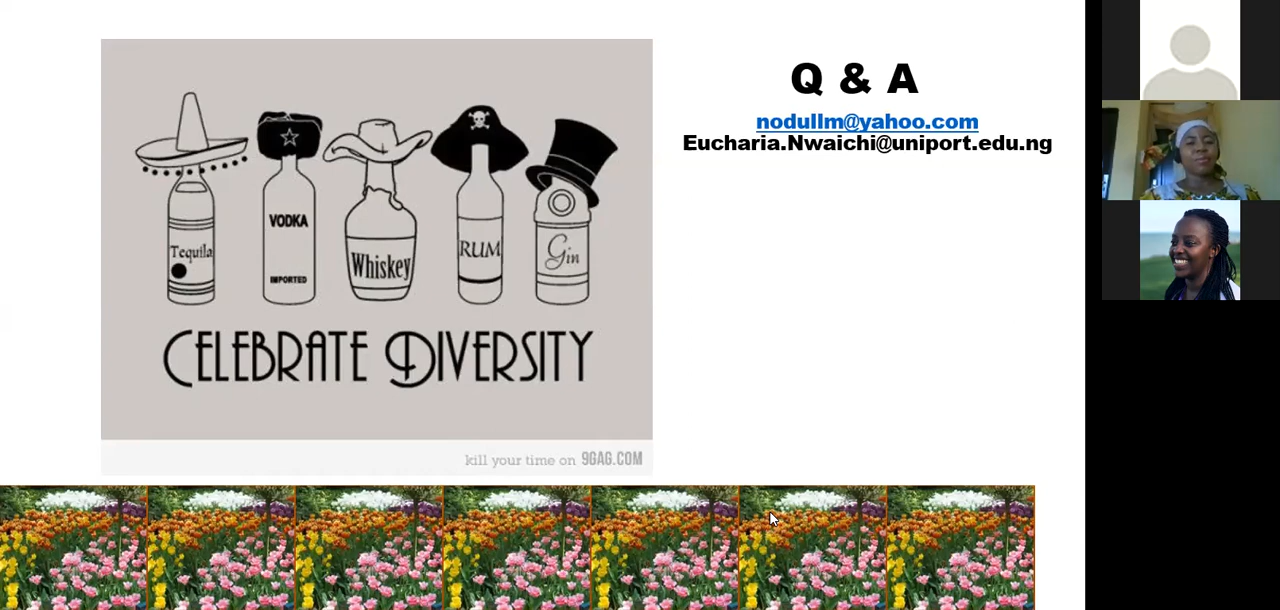 Q & A
nodullm@yahoo.com
Eucharia.Nwaichi@uniport.edu.ng
Tequila
VODKA
IMPORTED
Whiskey
RUM
Gin
CELEBRATE DIVERSITY
kill your time on 9GAG.COM